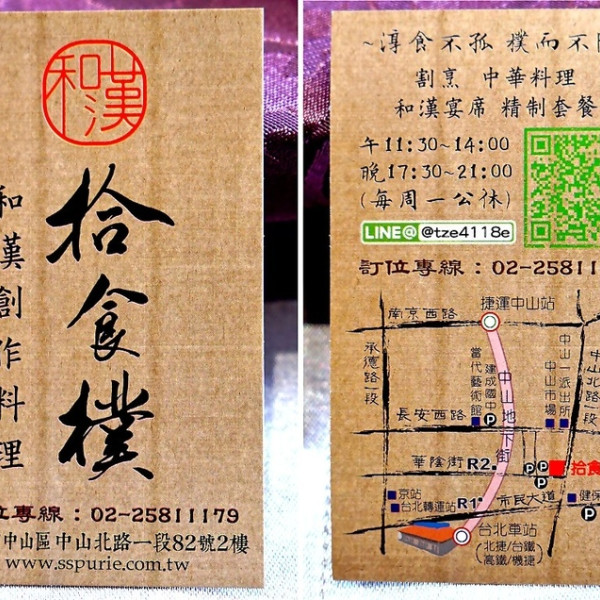 和漢
拾食樸
和漢創作料理
位專線：02-25811179
中山區中山北路一段82號2樓
www.sspurie.com.tw
~淳食不孤 樸而不
割烹 中華料理
和漢宴席 精制套餐
午11:30~14:00
晚17:30~21:00
(每周一公休)
LINE@ @tze4118e
訂位專線：02-25811
捷運中山站
南京西路
承德路一段
當代藝術館
建成國中
P
中山地下街
中山市場
中山一派出所
中山北路一段
長安西路
華陰街
R2
P
P
P
拾食
京站
台北轉運站
R1
市民大道
健保
P
台北車站
(北捷/台鐵
高鐵/機捷)